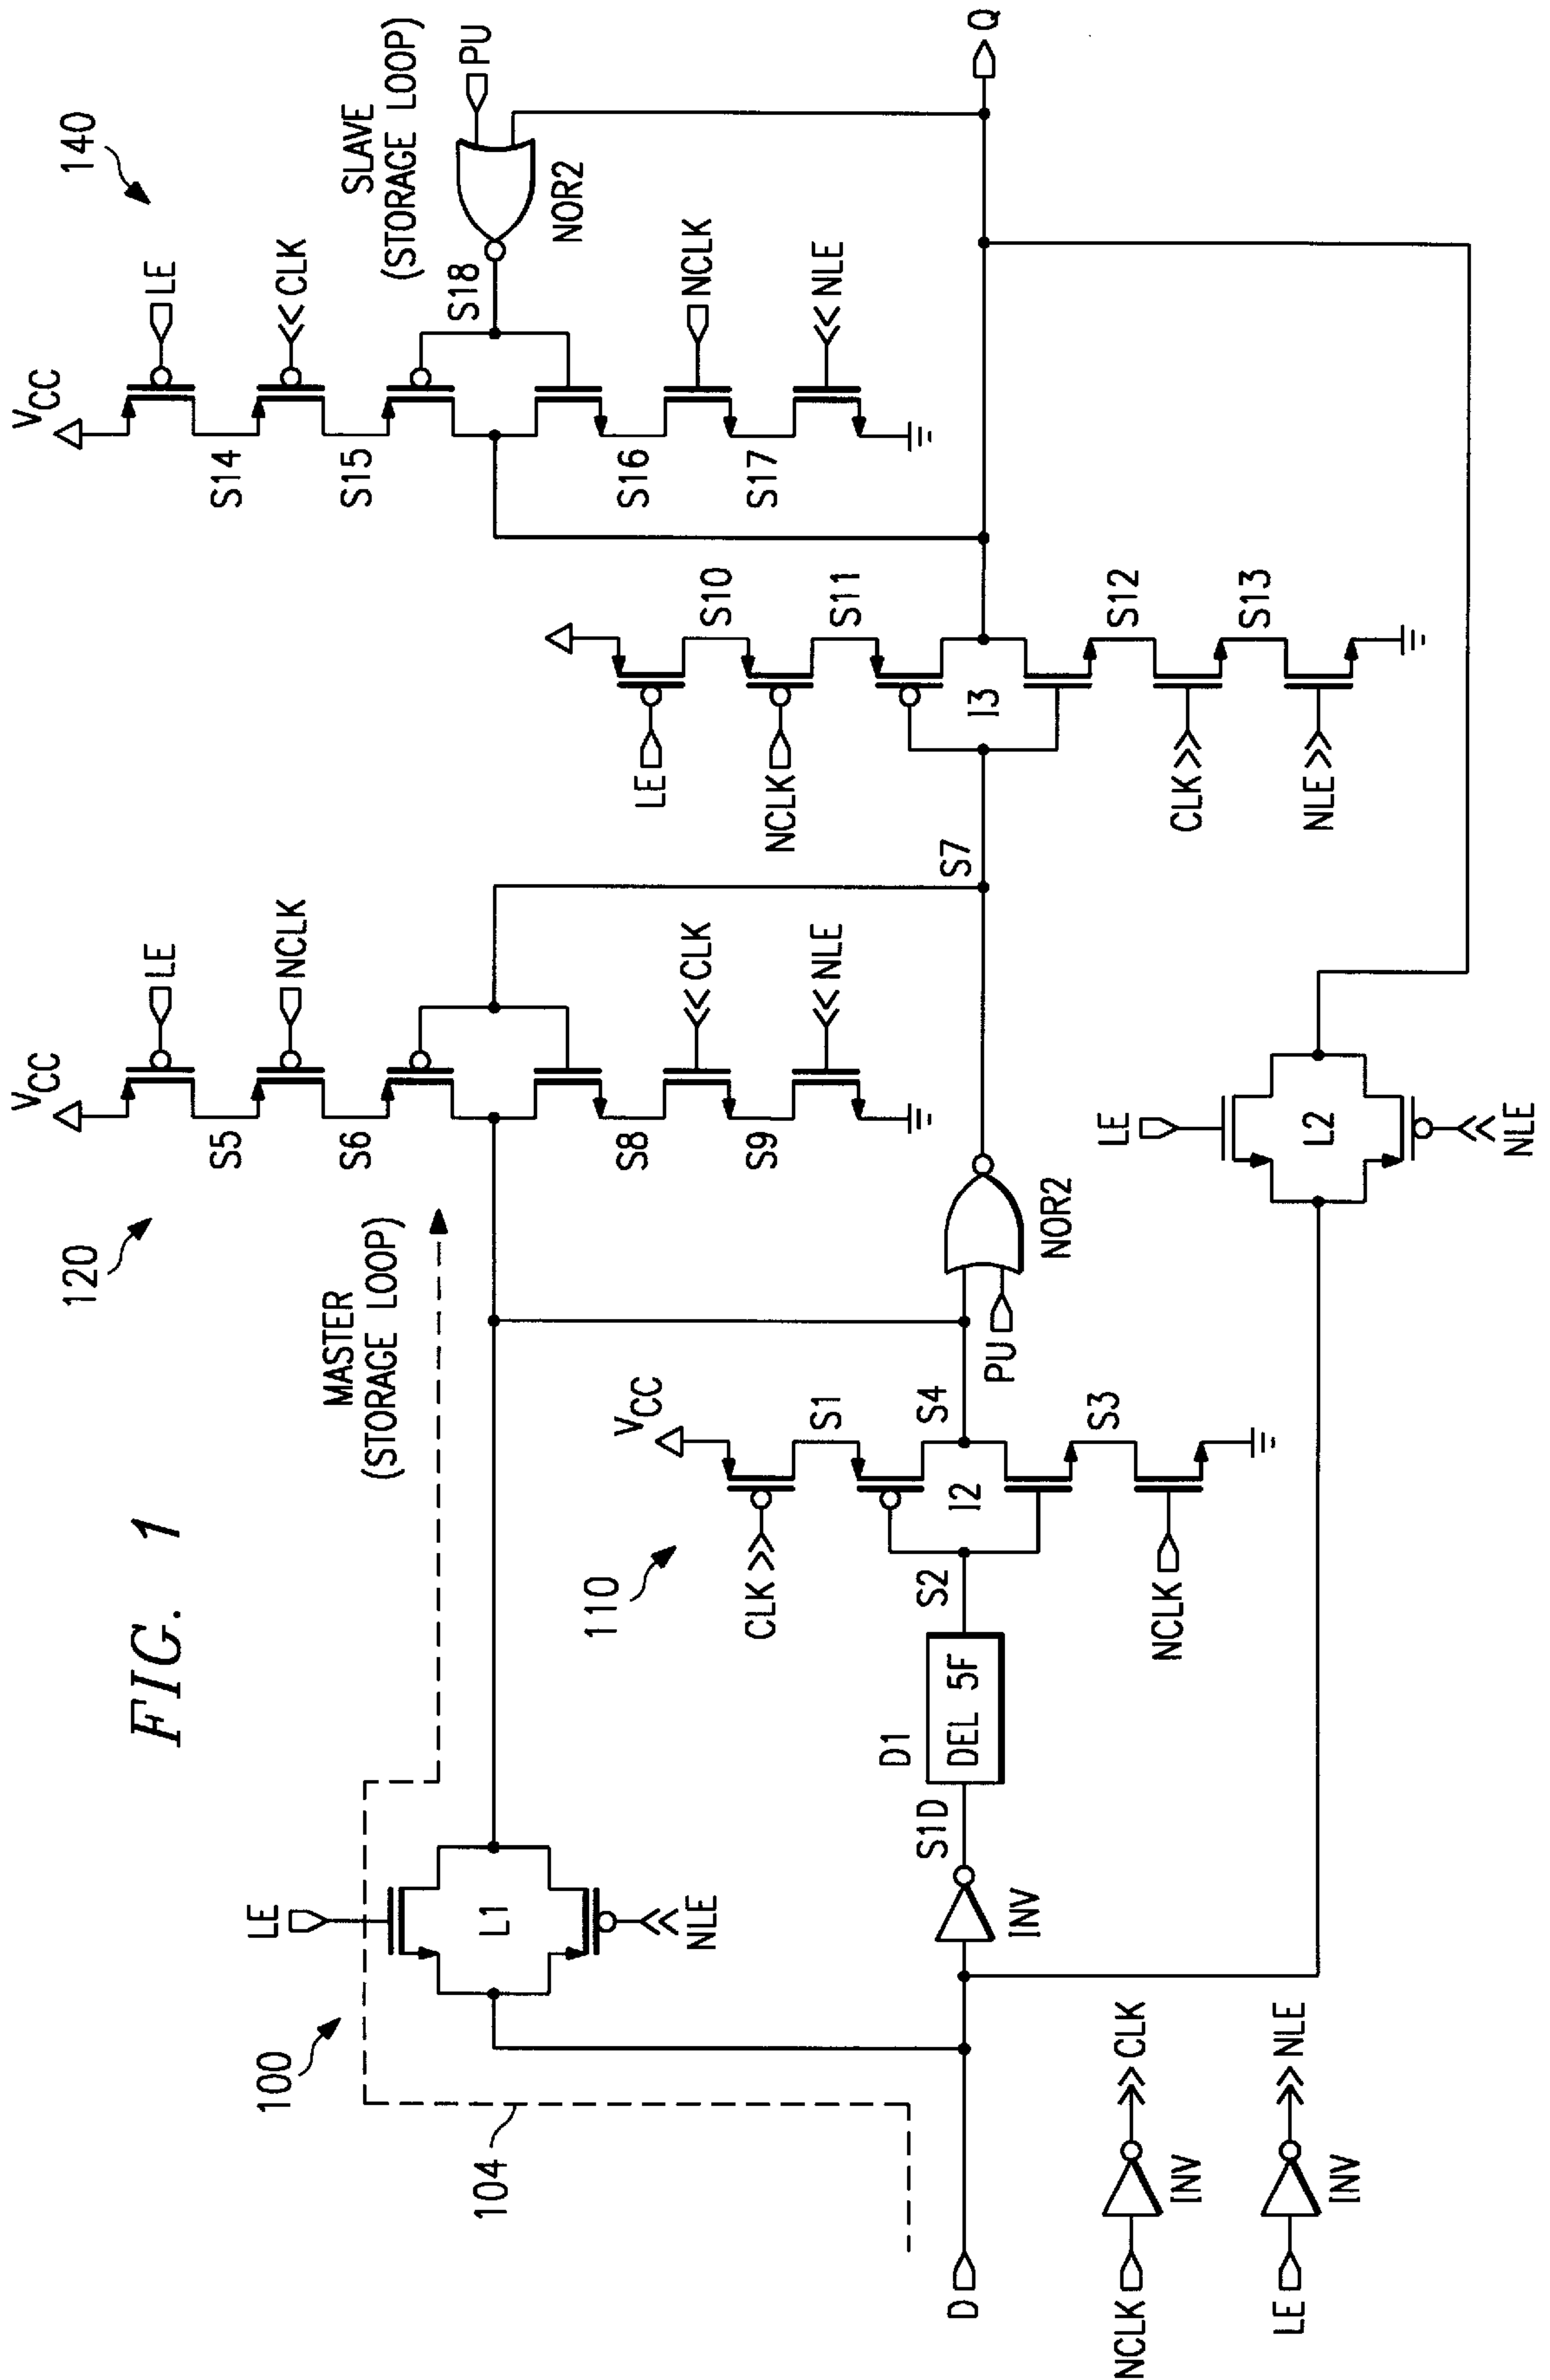 FIG. 1
100
104
LE
L1
NLE
MASTER
(STORAGE LOOP)
120
VCC
LE
S5
NCLK
S6
S8
CLK
S9
NLE
140
VCC
LE
S14
CLK
S15
S16
NCLK
S17
NLE
S18
SLAVE
(STORAGE LOOP)
PU
NOR2
D
INV
S1D
D1
DEL 5F
S2
110
VCC
CLK
S1
I2
S4
S3
NCLK
PU
NOR2
S7
LE
S10
NCLK
S11
I3
S12
CLK
S13
NLE
Q
LE
L2
NLE
NCLK
INV
CLK
LE
INV
NLE